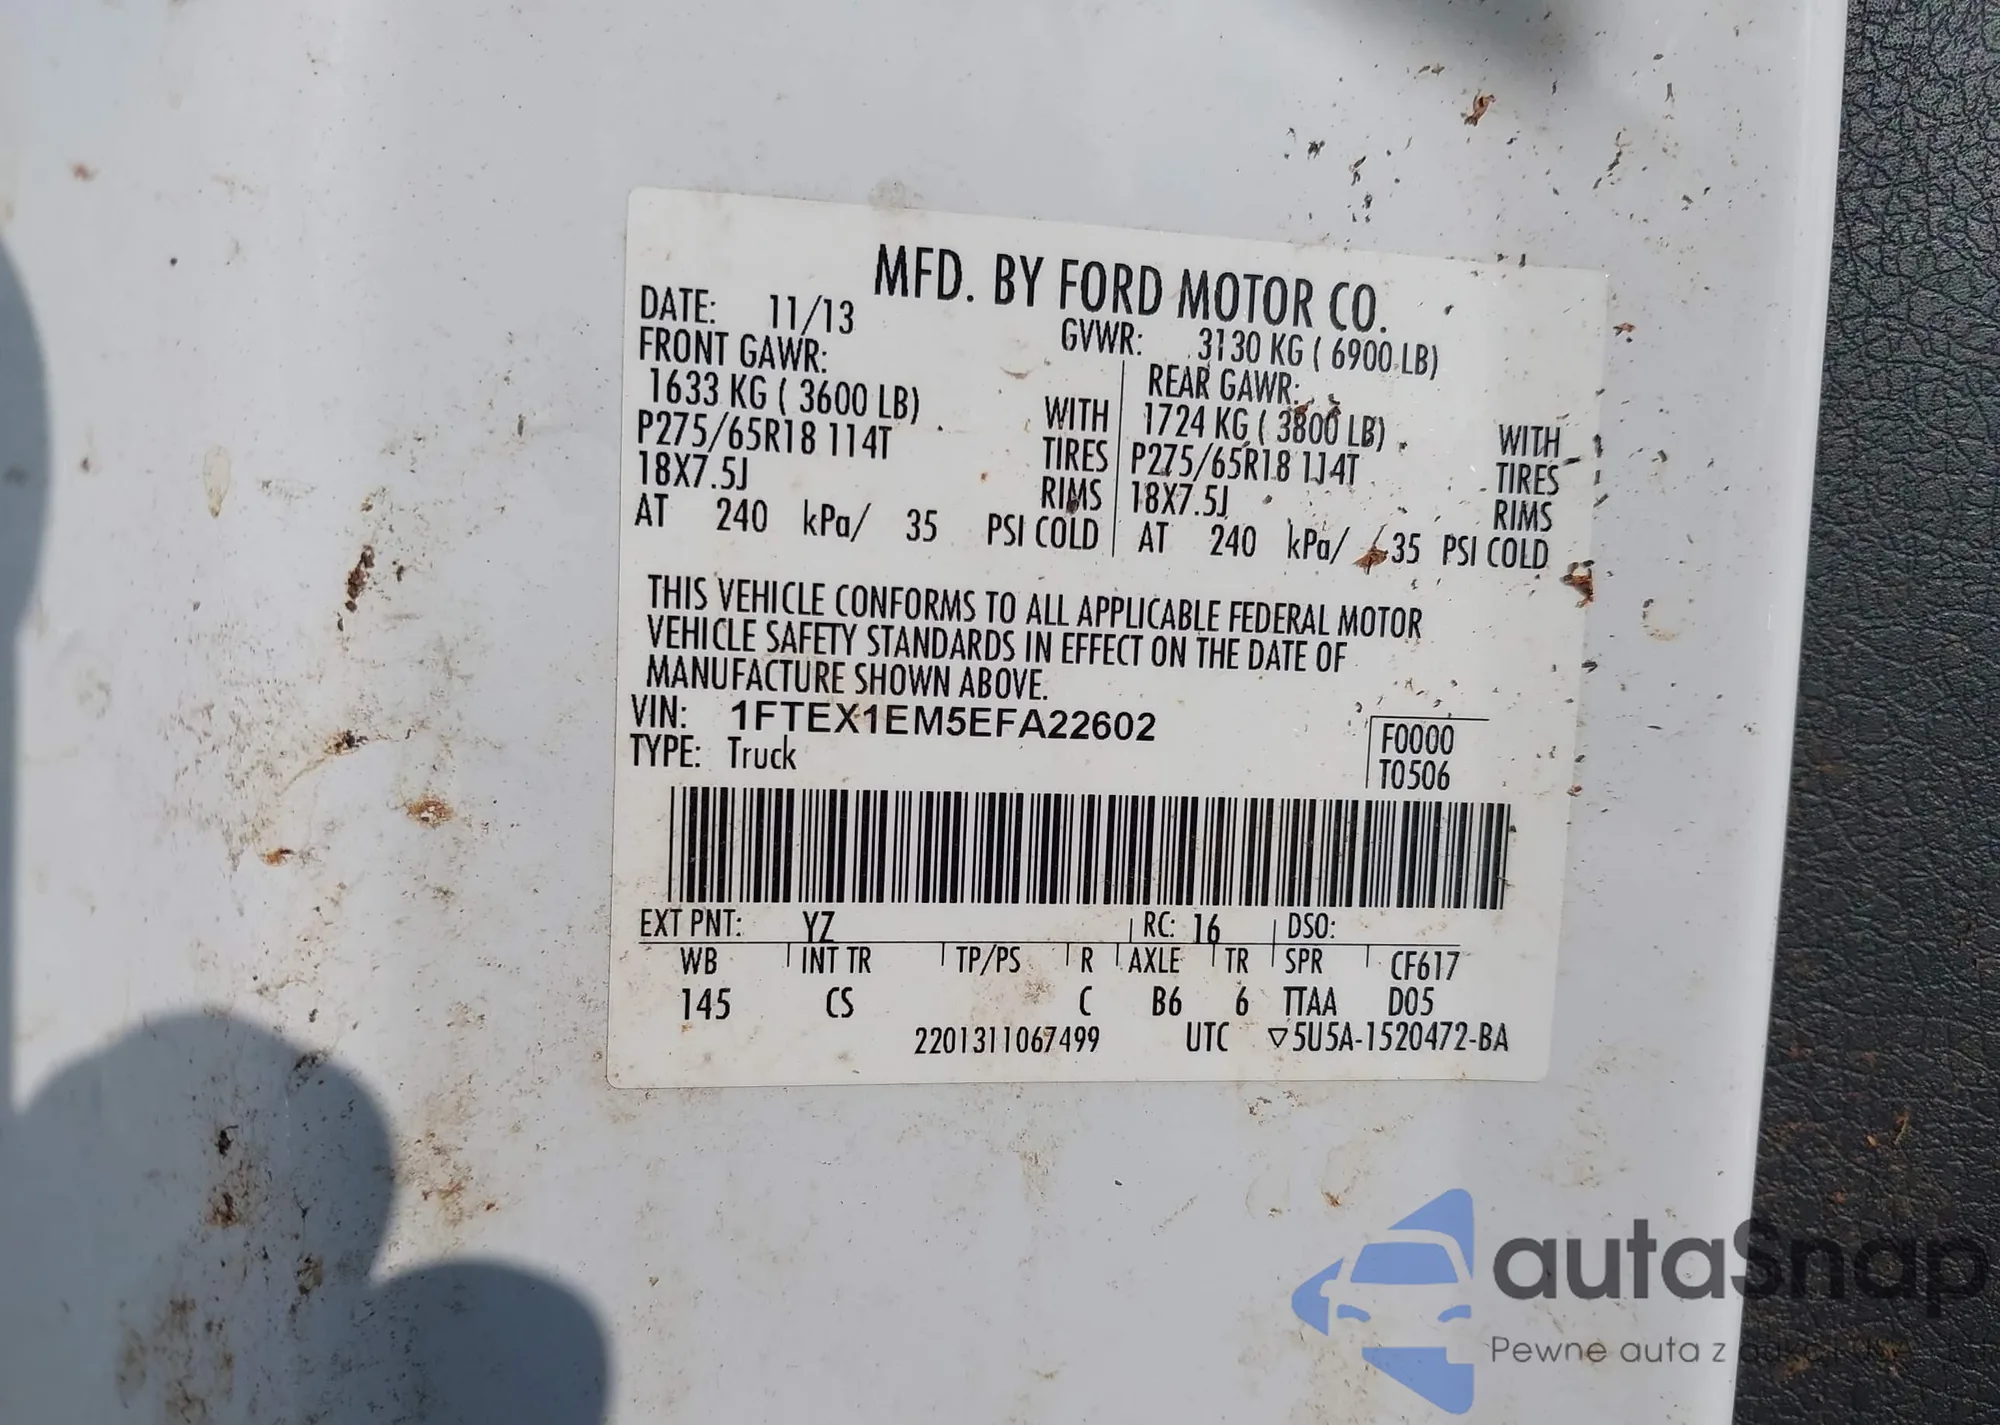 MFD. BY FORD MOTOR CO.
DATE: 11/13 GVWR: 3130 KG ( 6900 LB)
FRONT GAWR: REAR GAWR:
1633 KG ( 3600 LB) WITH 1724 KG ( 3800 LB) WITH
P275/65R18 114T TIRES P275/65R18 114T TIRES
18X7.5J RIMS 18X7.5J RIMS
AT 240 kPa/ 35 PSI COLD AT 240 kPa/ 35 PSI COLD
THIS VEHICLE CONFORMS TO ALL APPLICABLE FEDERAL MOTOR
VEHICLE SAFETY STANDARDS IN EFFECT ON THE DATE OF
MANUFACTURE SHOWN ABOVE.
VIN: 1FTEX1EM5EFA22602
TYPE: Truck
F0000
T0506
EXT PNT: YZ RC: 16 DSO:
WB INT TR TP/PS R AXLE TR SPR CF617
145 CS C B6 6 TTAA D05
2201311067499 UTC ▽5U5A-1520472-BA
autaSnap
Pewne auta z